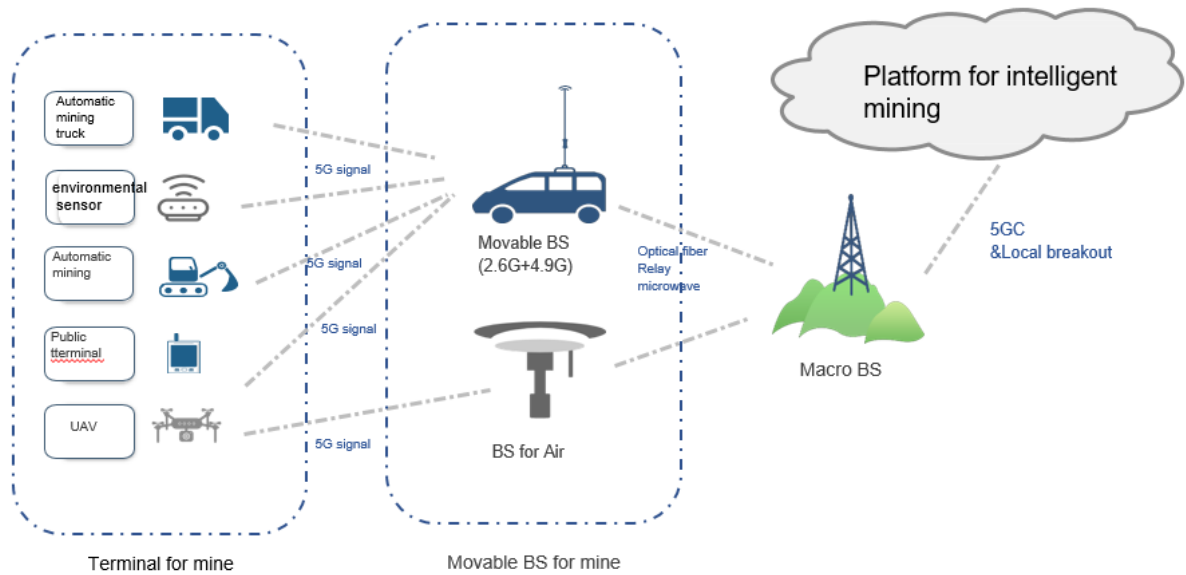 Automatic
mining
truck
environmental
sensor
Automatic
mining
Public
tterminal
UAV
Terminal for mine
5G signal
5G signal
5G signal
5G signal
Movable BS
(2.6G+4.9G)
BS for Air
Movable BS for mine
Optical fiber
Relay
microwave
Macro BS
5GC
&Local breakout
Platform for intelligent
mining